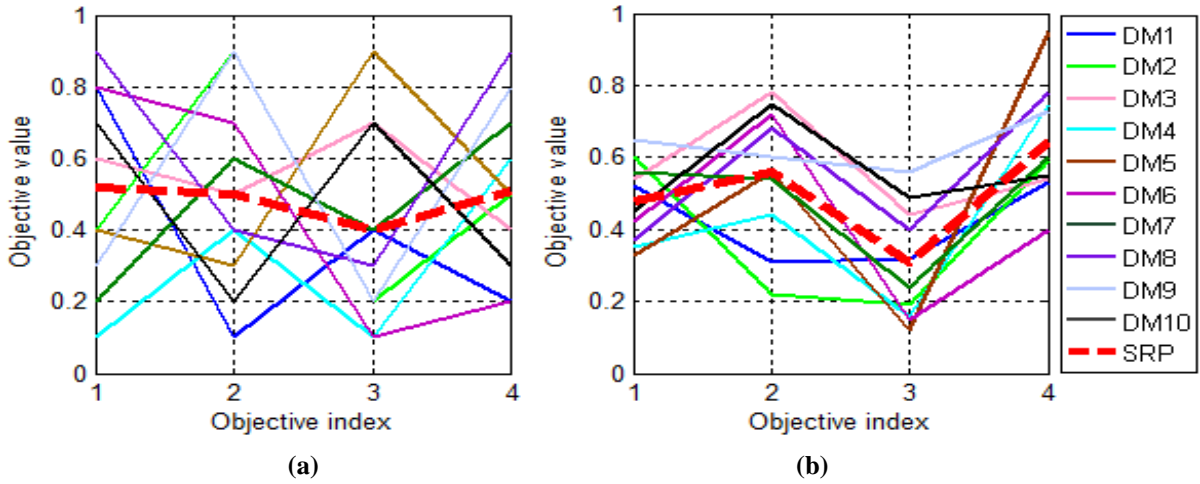 1
0.8
0.6
0.4
0.2
0
1
2
3
4
Objective value
Objective index
(a)
1
0.8
0.6
0.4
0.2
0
1
2
3
4
Objective value
Objective index
(b)
DM1
DM2
DM3
DM4
DM5
DM6
DM7
DM8
DM9
DM10
SRP